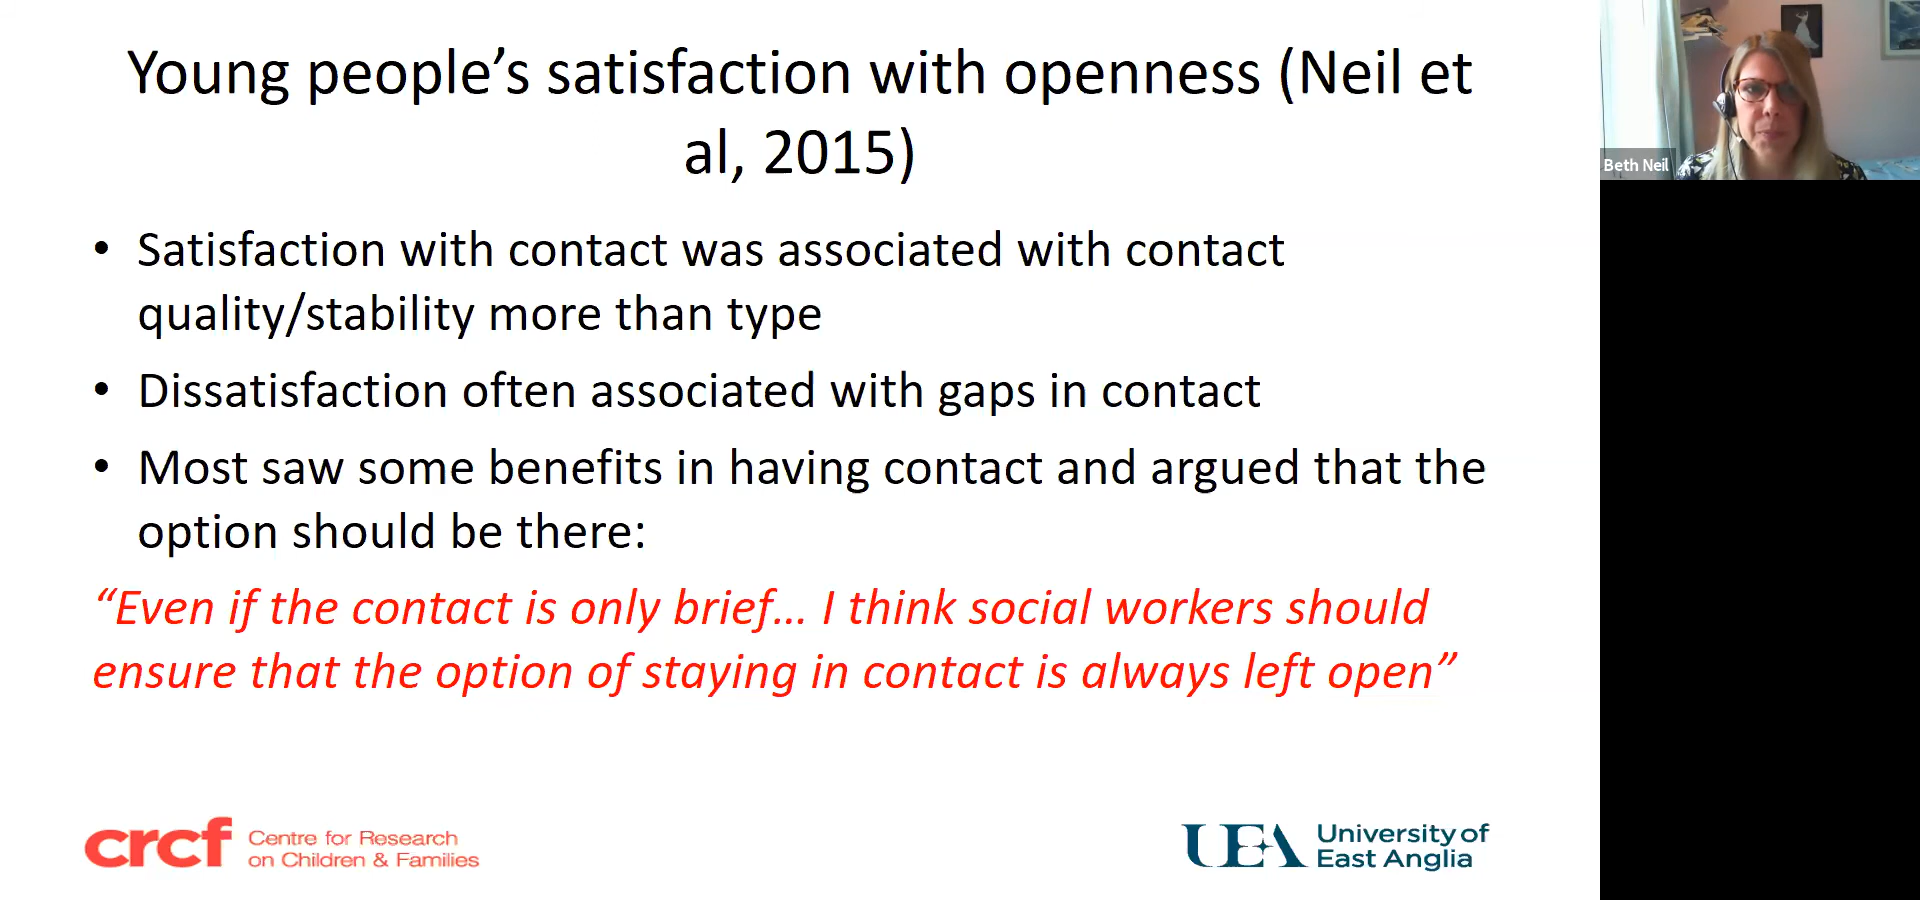 Young people’s satisfaction with openness (Neil et
al, 2015)
• Satisfaction with contact was associated with contact
quality/stability more than type
• Dissatisfaction often associated with gaps in contact
• Most saw some benefits in having contact and argued that the
option should be there:
“Even if the contact is only brief... I think social workers should
ensure that the option of staying in contact is always left open”
crcf Centre for Research
on Children & Families
UEA University of
East Anglia
Beth Neil